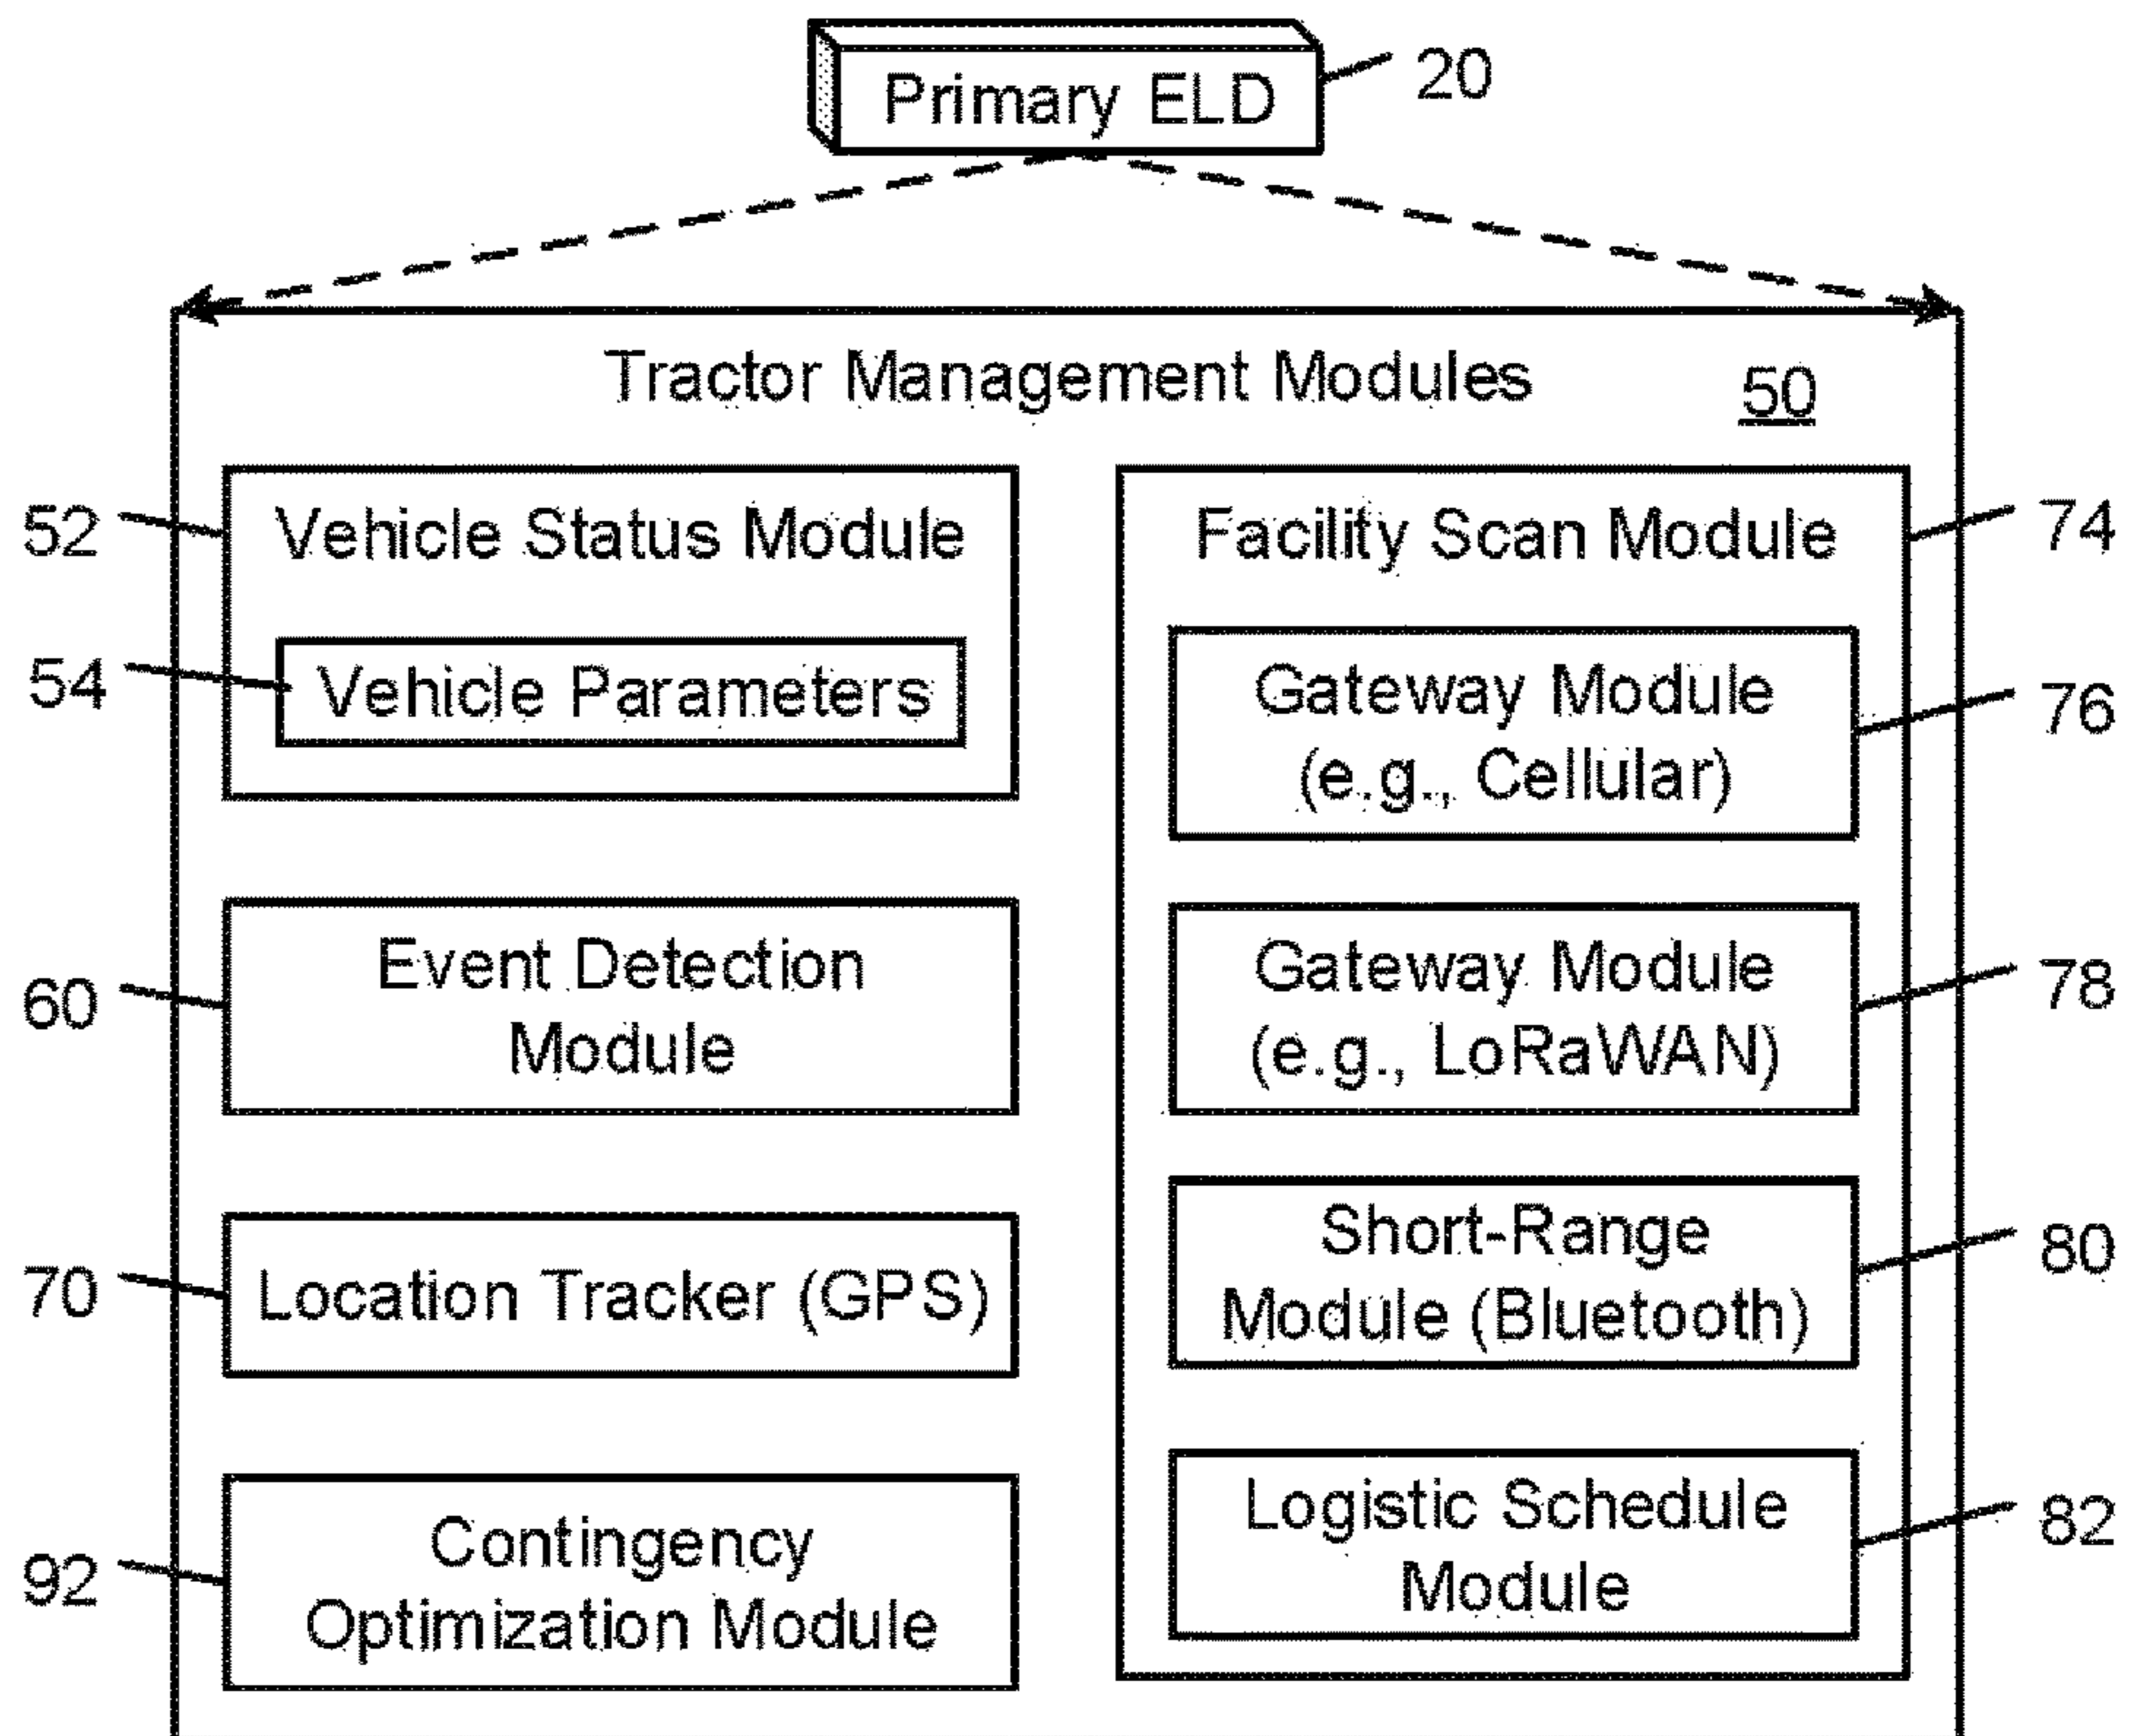 Primary ELD
20
Tractor Management Modules
50
52
Vehicle Status Module
54
Vehicle Parameters
60
Event Detection
Module
70
Location Tracker (GPS)
92
Contingency
Optimization Module
Facility Scan Module
74
Gateway Module
(e.g., Cellular)
76
Gateway Module
(e.g., LoRaWAN)
78
Short-Range
Module (Bluetooth)
80
Logistic Schedule
Module
82